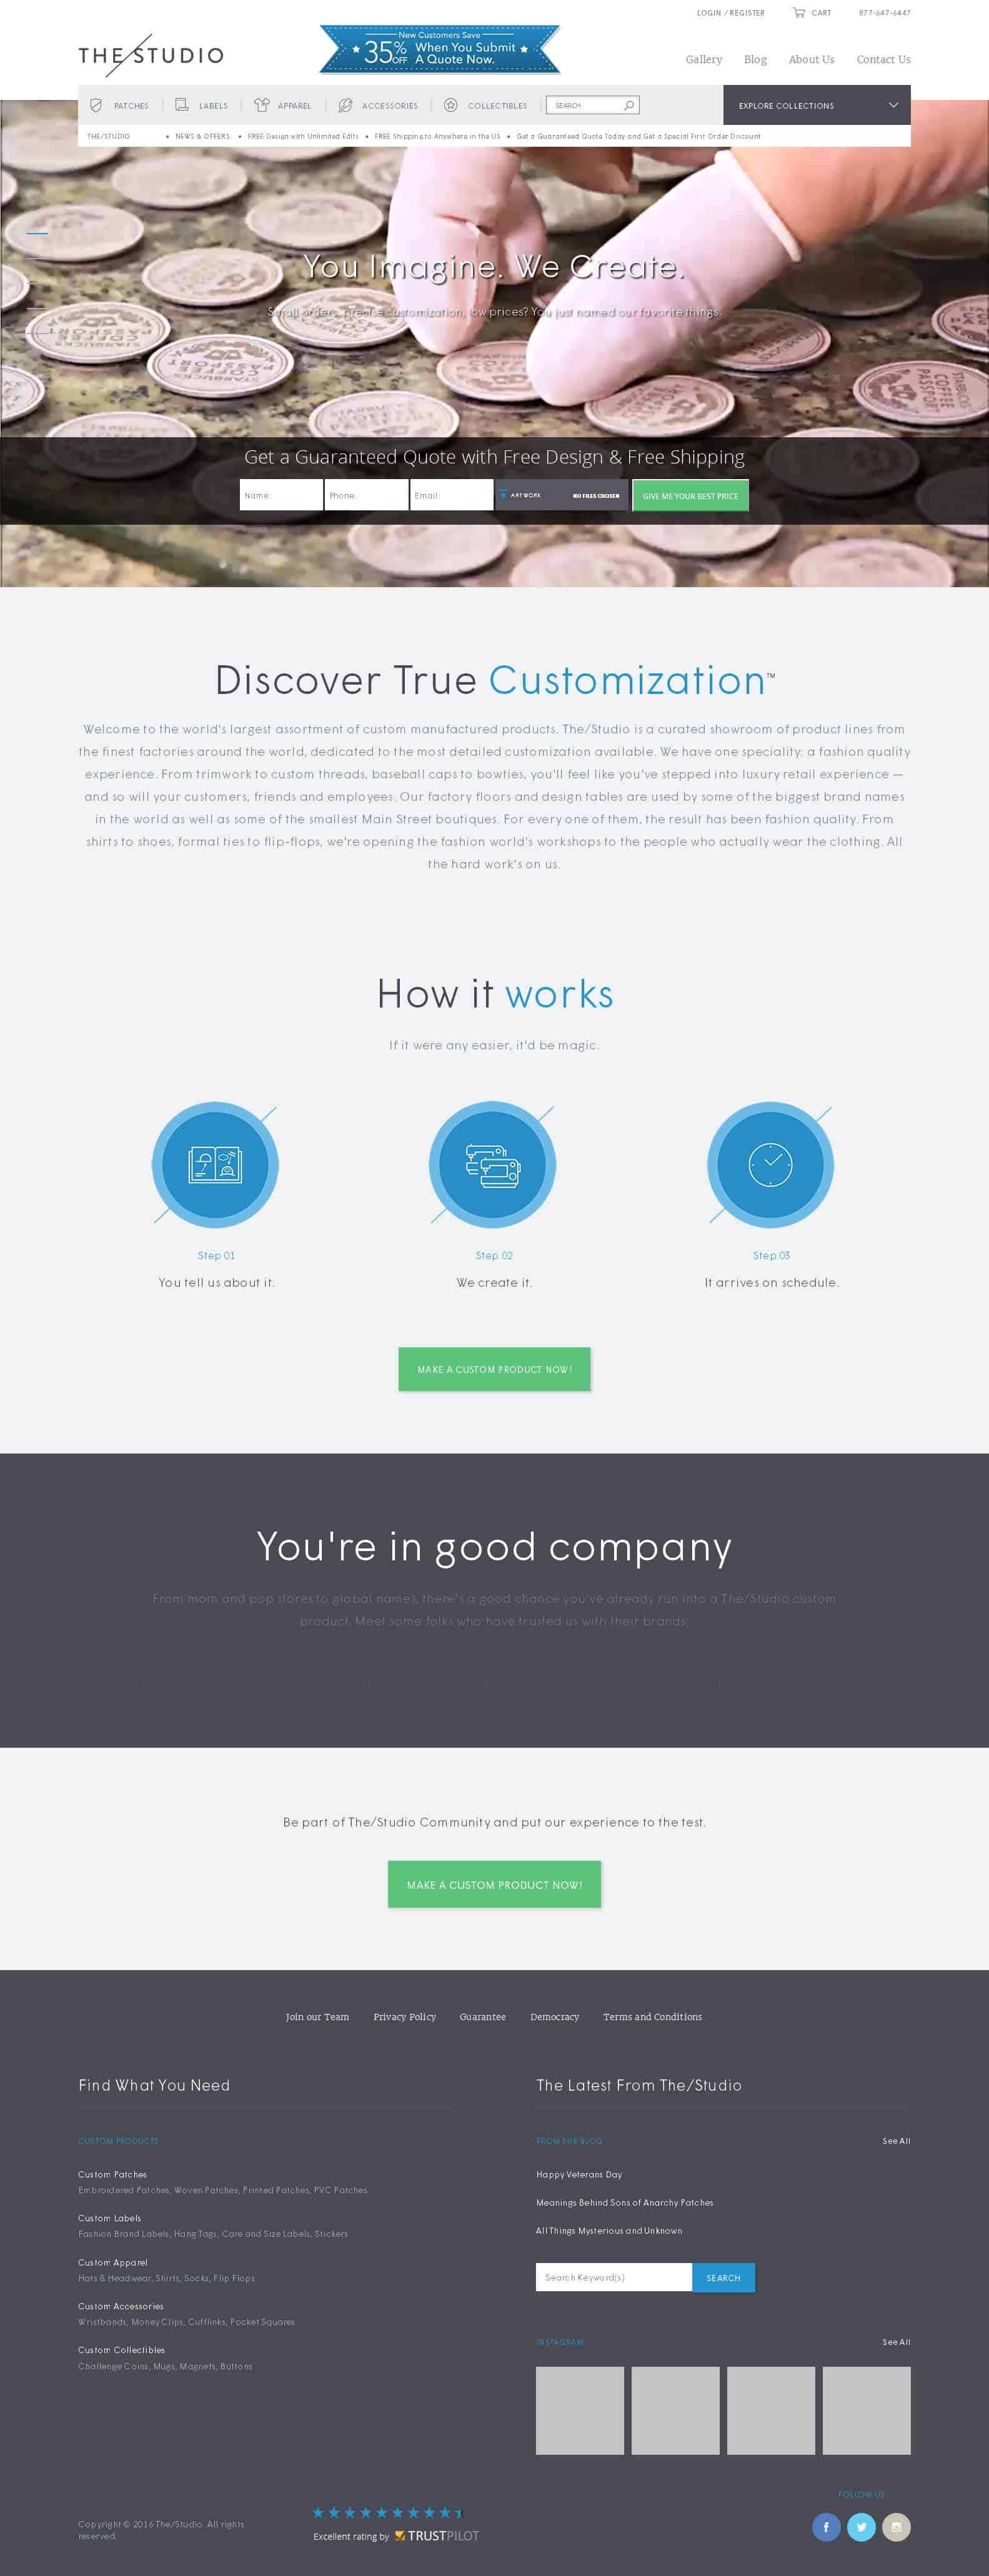 LOGIN / REGISTER
CART
877-647-6447
THE STUDIO
New Customers Save
35% OFF
When You Submit
A Quote Now.
Gallery
Blog
About Us
Contact Us
PATCHES
LABELS
APPAREL
ACCESSORIES
COLLECTIBLES
SEARCH
EXPLORE COLLECTIONS
THE/STUDIO
NEWS & OFFERS:
FREE Design with Unlimited Edits
FREE Shipping to Anywhere in the US
Get a Guaranteed Quote Today and Get a Special First Order Discount
You Imagine. We Create.
Small orders, precise customization, low prices? You just named our favorite things.
STARBUCKS
PASSPORT
Get a Guaranteed Quote with Free Design & Free Shipping
Name:
Phone:
Email:
ARTWORK
NO FILES CHOSEN
GIVE ME YOUR BEST PRICE
Discover True Customization™
Welcome to the world's largest assortment of custom manufactured products. The/Studio is a curated showroom of product lines from
the finest factories around the world, dedicated to the most detailed customization available. We have one speciality: a fashion quality
experience. From trimwork to custom threads, baseball caps to bowties, you'll feel like you've stepped into luxury retail experience —
and so will your customers, friends and employees. Our factory floors and design tables are used by some of the biggest brand names
in the world as well as some of the smallest Main Street boutiques. For every one of them, the result has been fashion quality. From
shirts to shoes, formal ties to flip-flops, we're opening the fashion world's workshops to the people who actually wear the clothing. All
the hard work's on us.
How it works
If it were any easier, it'd be magic.
Step 01
You tell us about it.
Step 02
We create it.
Step 03
It arrives on schedule.
MAKE A CUSTOM PRODUCT NOW!
You're in good company
From mom and pop stores to global names, there's a good chance you've already run into a The/Studio custom
product. Meet some folks who have trusted us with their brands:
Be part of The/Studio Community and put our experience to the test.
MAKE A CUSTOM PRODUCT NOW!
Join our Team
Privacy Policy
Guarantee
Democracy
Terms and Conditions
Find What You Need
CUSTOM PRODUCTS
Custom Patches
Embroidered Patches, Woven Patches, Printed Patches, PVC Patches
Custom Labels
Fashion Brand Labels, Hang Tags, Care and Size Labels, Stickers
Custom Apparel
Hats & Headwear, Shirts, Socks, Flip Flops
Custom Accessories
Wristbands, Money Clips, Cufflinks, Pocket Squares
Custom Collectibles
Challenge Coins, Mugs, Magnets, Buttons
The Latest From The/Studio
FROM THE BLOG
See All
Happy Veterans Day
Meanings Behind Sons of Anarchy Patches
All Things Mysterious and Unknown
Search Keyword(s)
SEARCH
INSTAGRAM
See All
FOLLOW US
Copyright © 2016 The/Studio. All rights
reserved.
Excellent rating by TRUSTPILOT